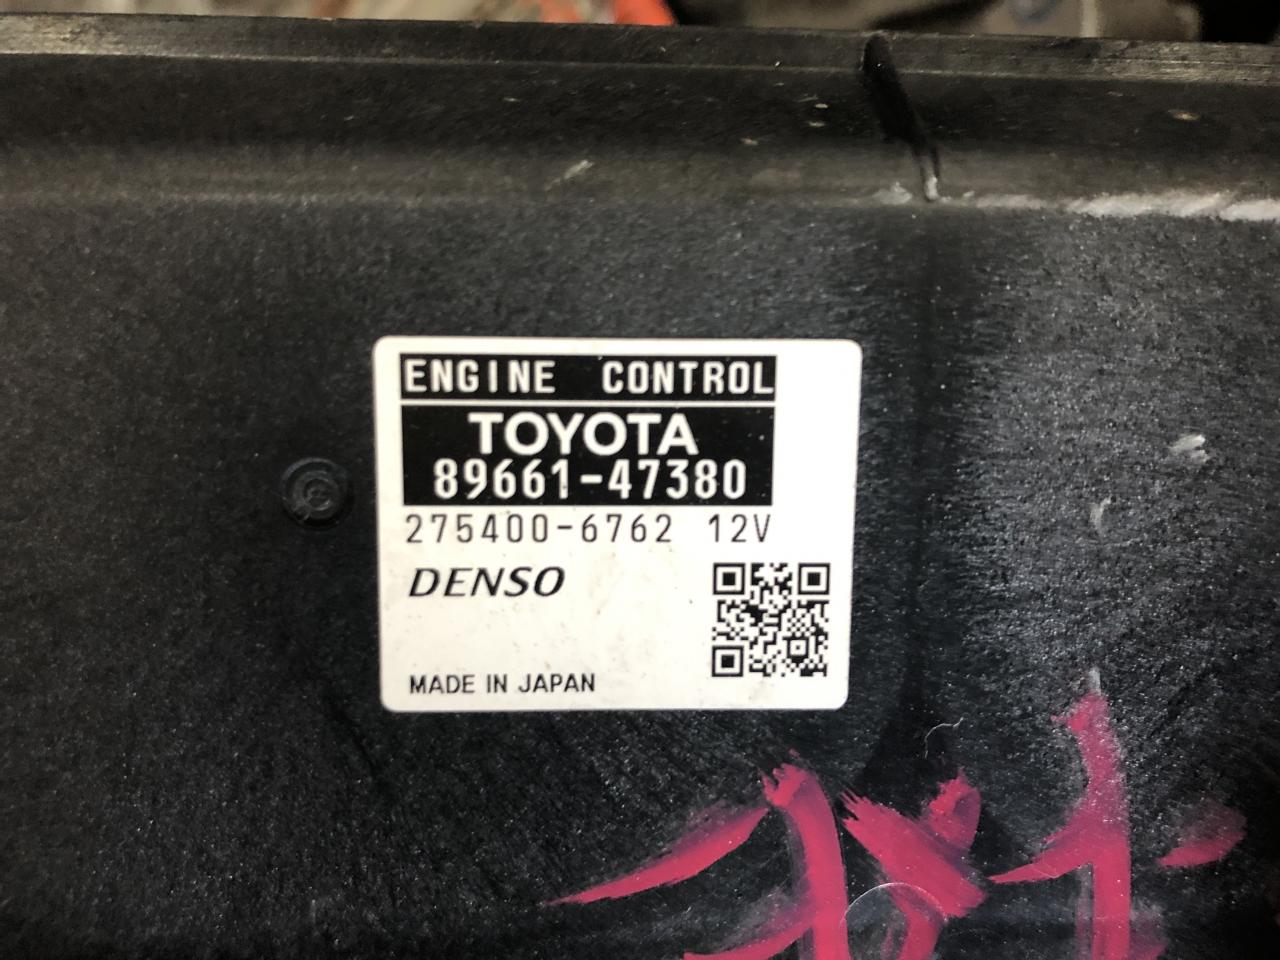 ENGINE CONTROL
TOYOTA
89661-47380
275400-6762 12V
DENSO
MADE IN JAPAN